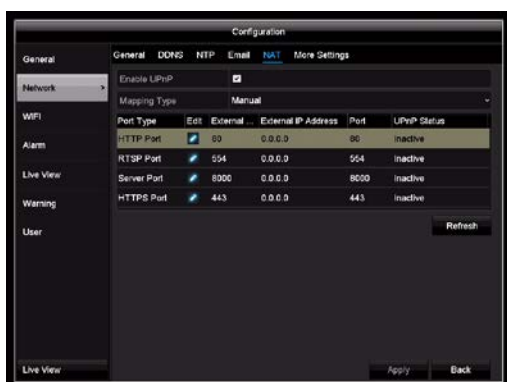 Configuration
General
Network
WIFI
Alarm
Live View
Warning
User
Live View
General DDNS NTP Email NAT More Settings
Enable UPnP
Mapping Type Manual
Port Type Edit External ... External IP Address Port UPnP Status
HTTP Port 80 0.0.0.0 80 Inactive
RTSP Port 554 0.0.0.0 554 Inactive
Server Port 8000 0.0.0.0 8000 Inactive
HTTPS Port 443 0.0.0.0 443 Inactive
Refresh
Apply Back